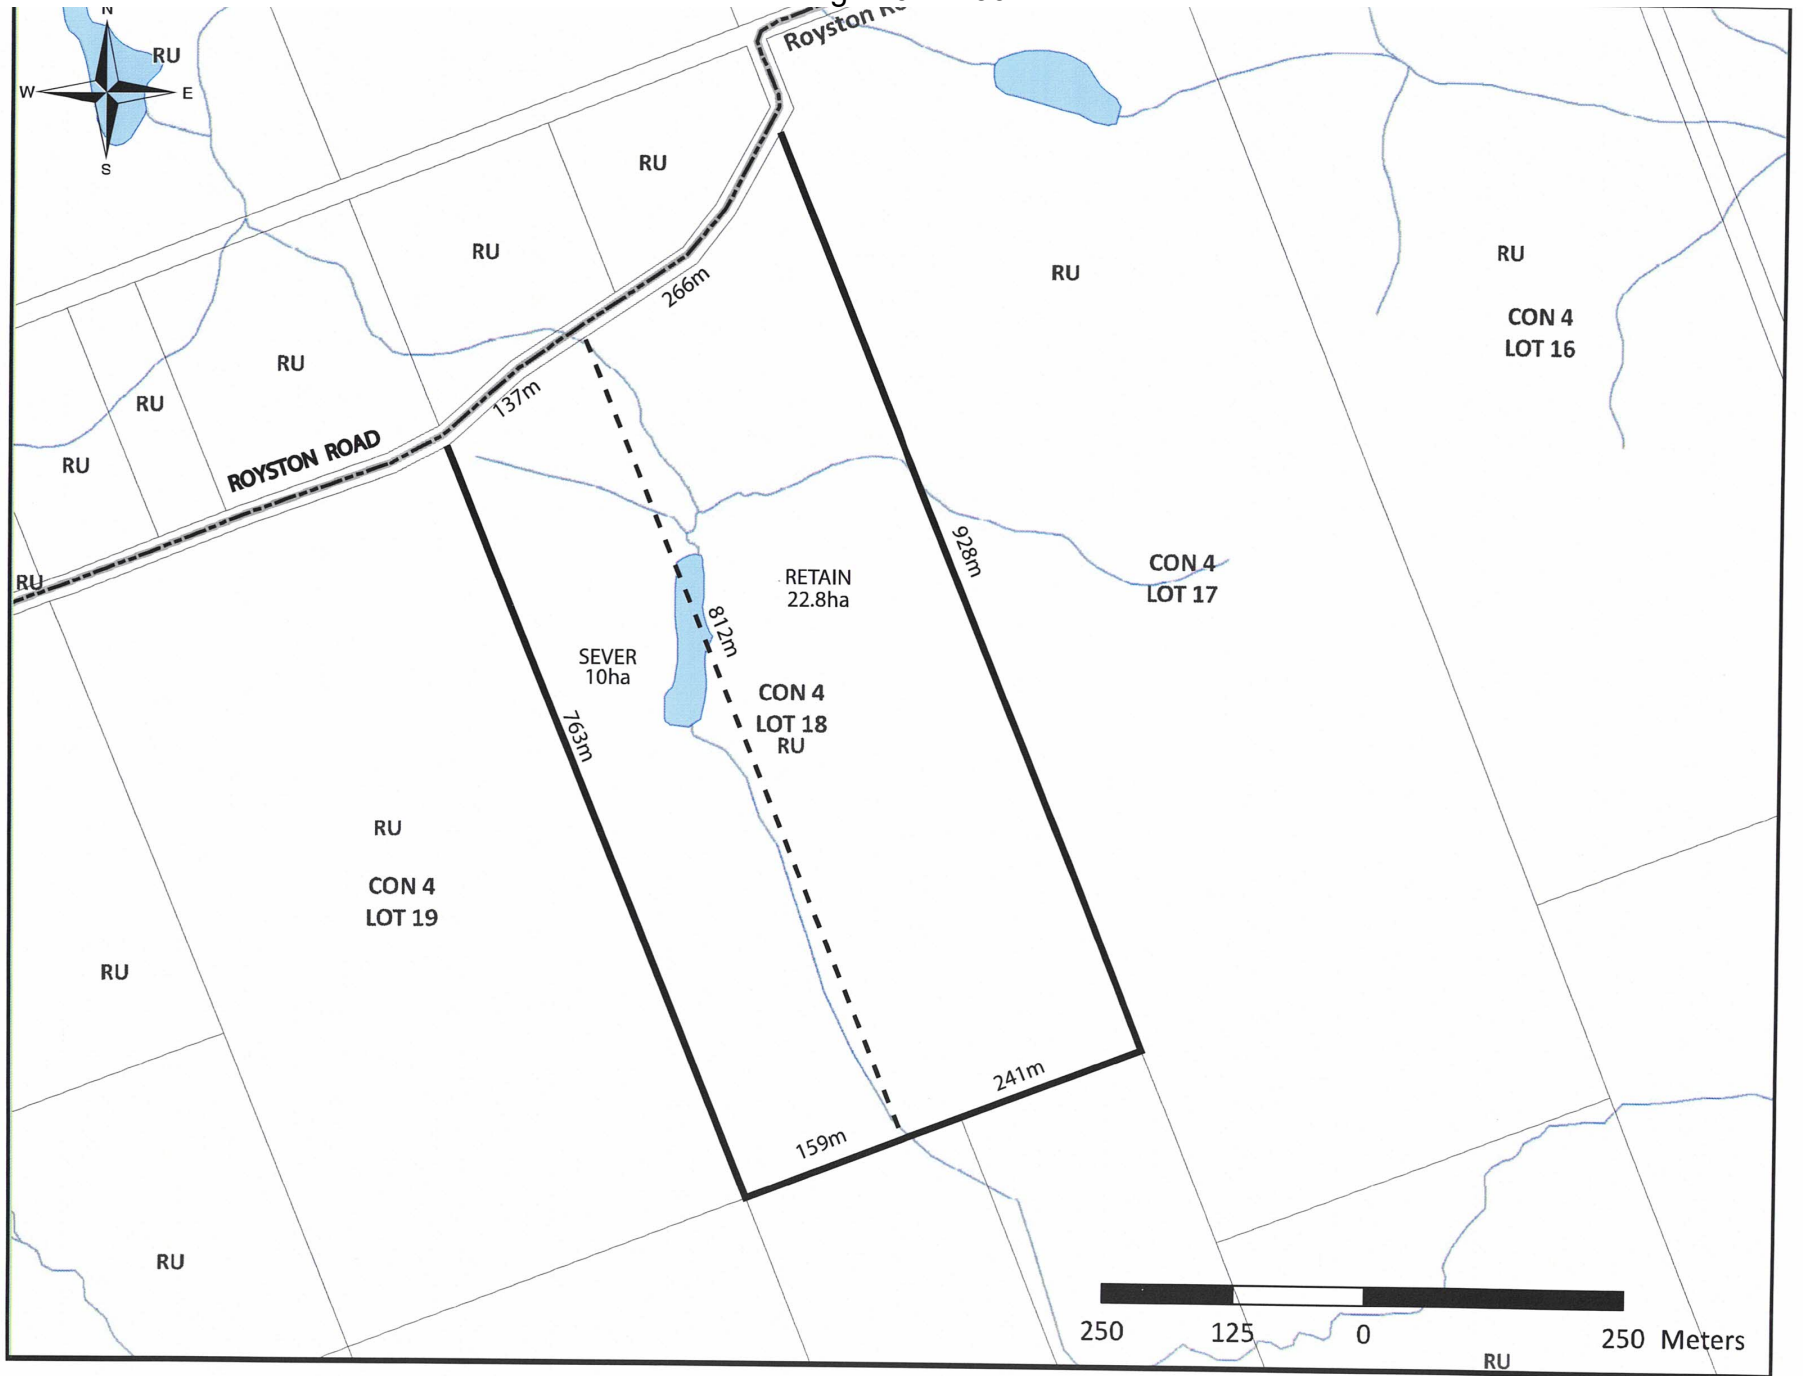 N
W
E
S
RU
Royston
RU
RU
RU
RU
CON 4
LOT 16
266m
RU
RU
137m
ROYSTON ROAD
RU
RU
928m
CON 4
LOT 17
RETAIN
22.8ha
812m
SEVER
10ha
CON 4
LOT 18
RU
763m
RU
CON 4
LOT 19
RU
241m
159m
RU
250
125
0
250 Meters
RU